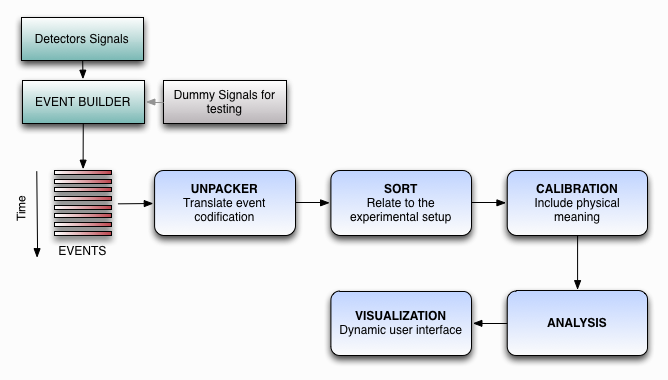 Detectors Signals
EVENT BUILDER
Dummy Signals for
testing
Time
EVENTS
UNPACKER
Translate event
codification
SORT
Relate to the
experimental setup
CALIBRATION
Include physical
meaning
VISUALIZATION
Dynamic user interface
ANALYSIS